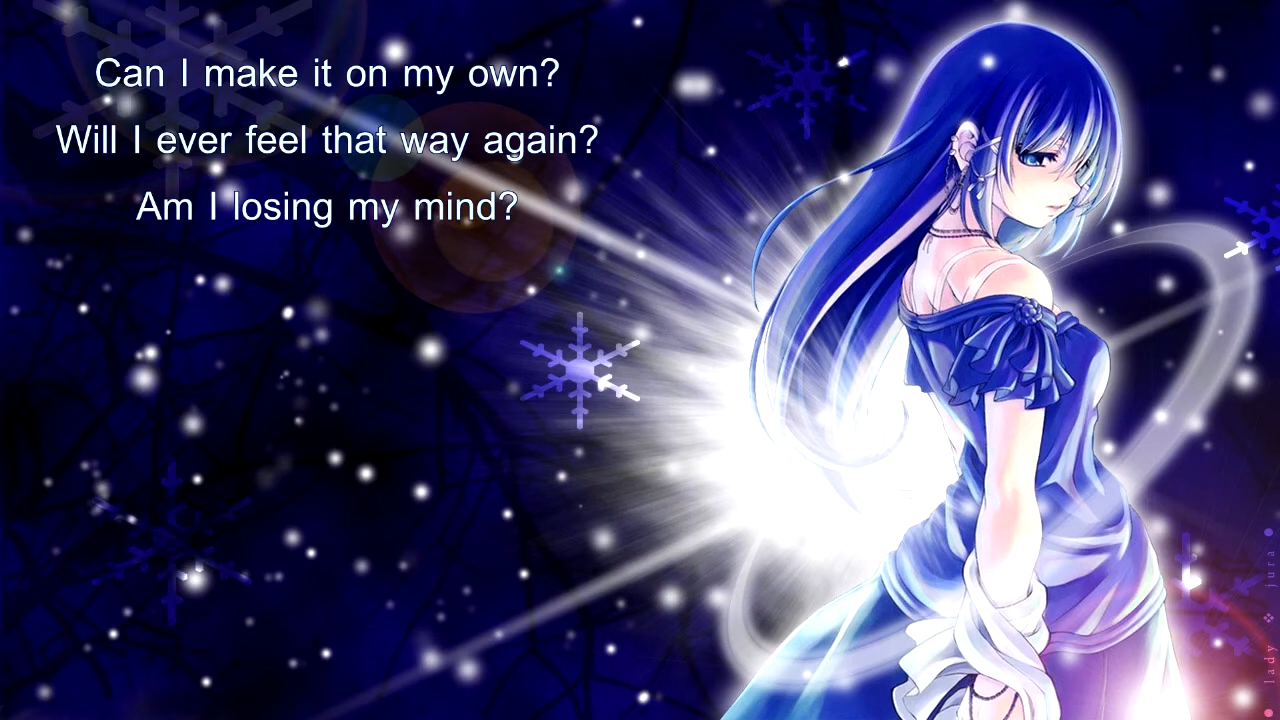 Can I make it on my own?
Will I ever feel that way again?
Am I losing my mind?
lady ❖ jura